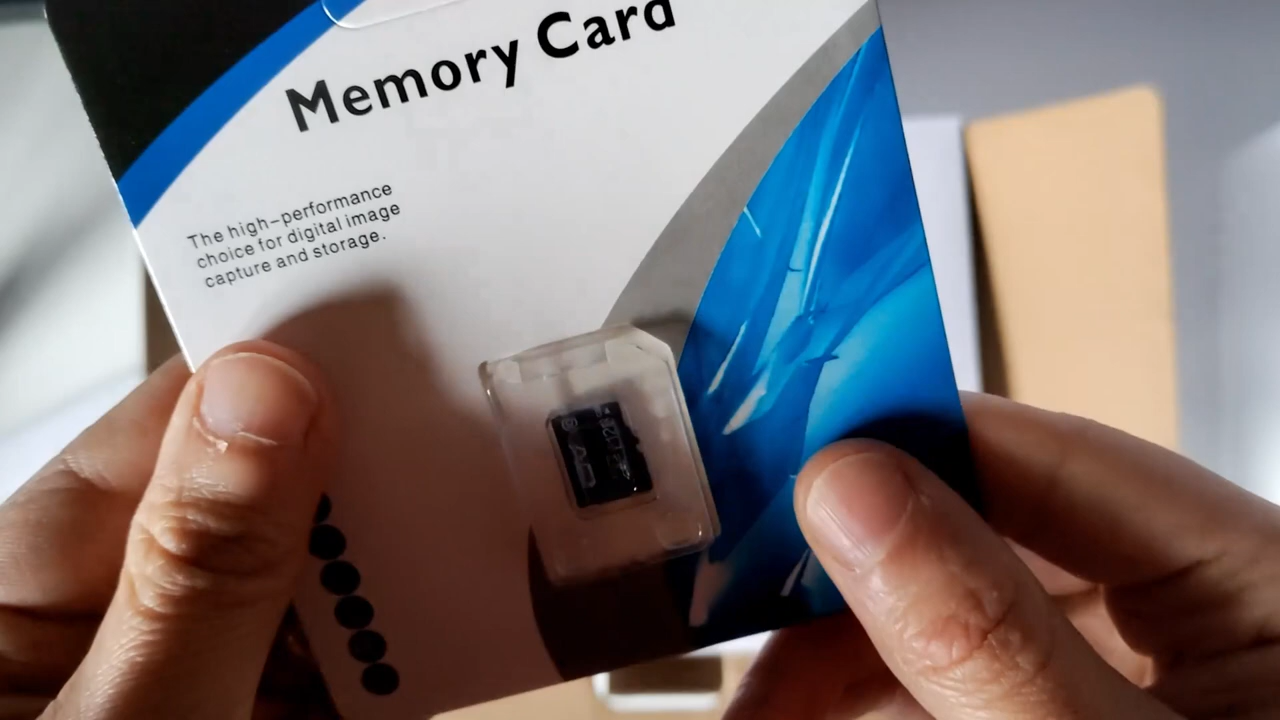 Memory Card
The high-performance
choice for digital image
capture and storage.